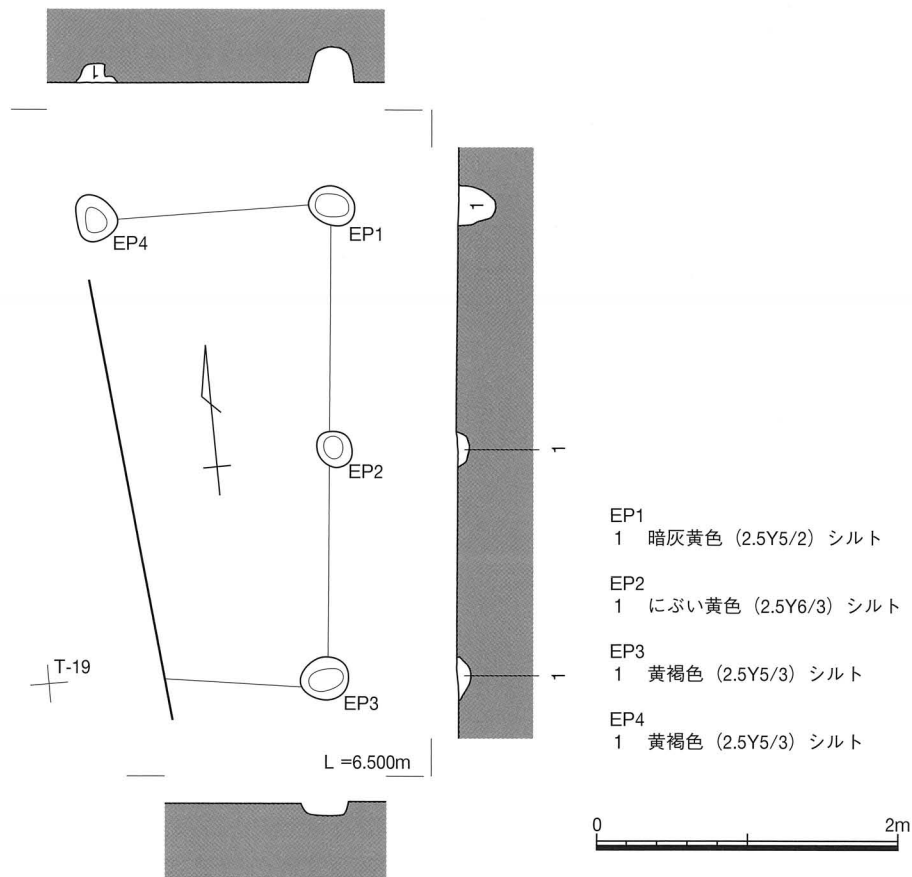 1
EP4
EP1
1
EP2
1
T-19
EP3
1
L =6.500m
EP1
1 暗灰黄色（2.5Y5/2）シルト
EP2
1 にぶい黄色（2.5Y6/3）シルト
EP3
1 黄褐色（2.5Y5/3）シルト
EP4
1 黄褐色（2.5Y5/3）シルト
0 2m